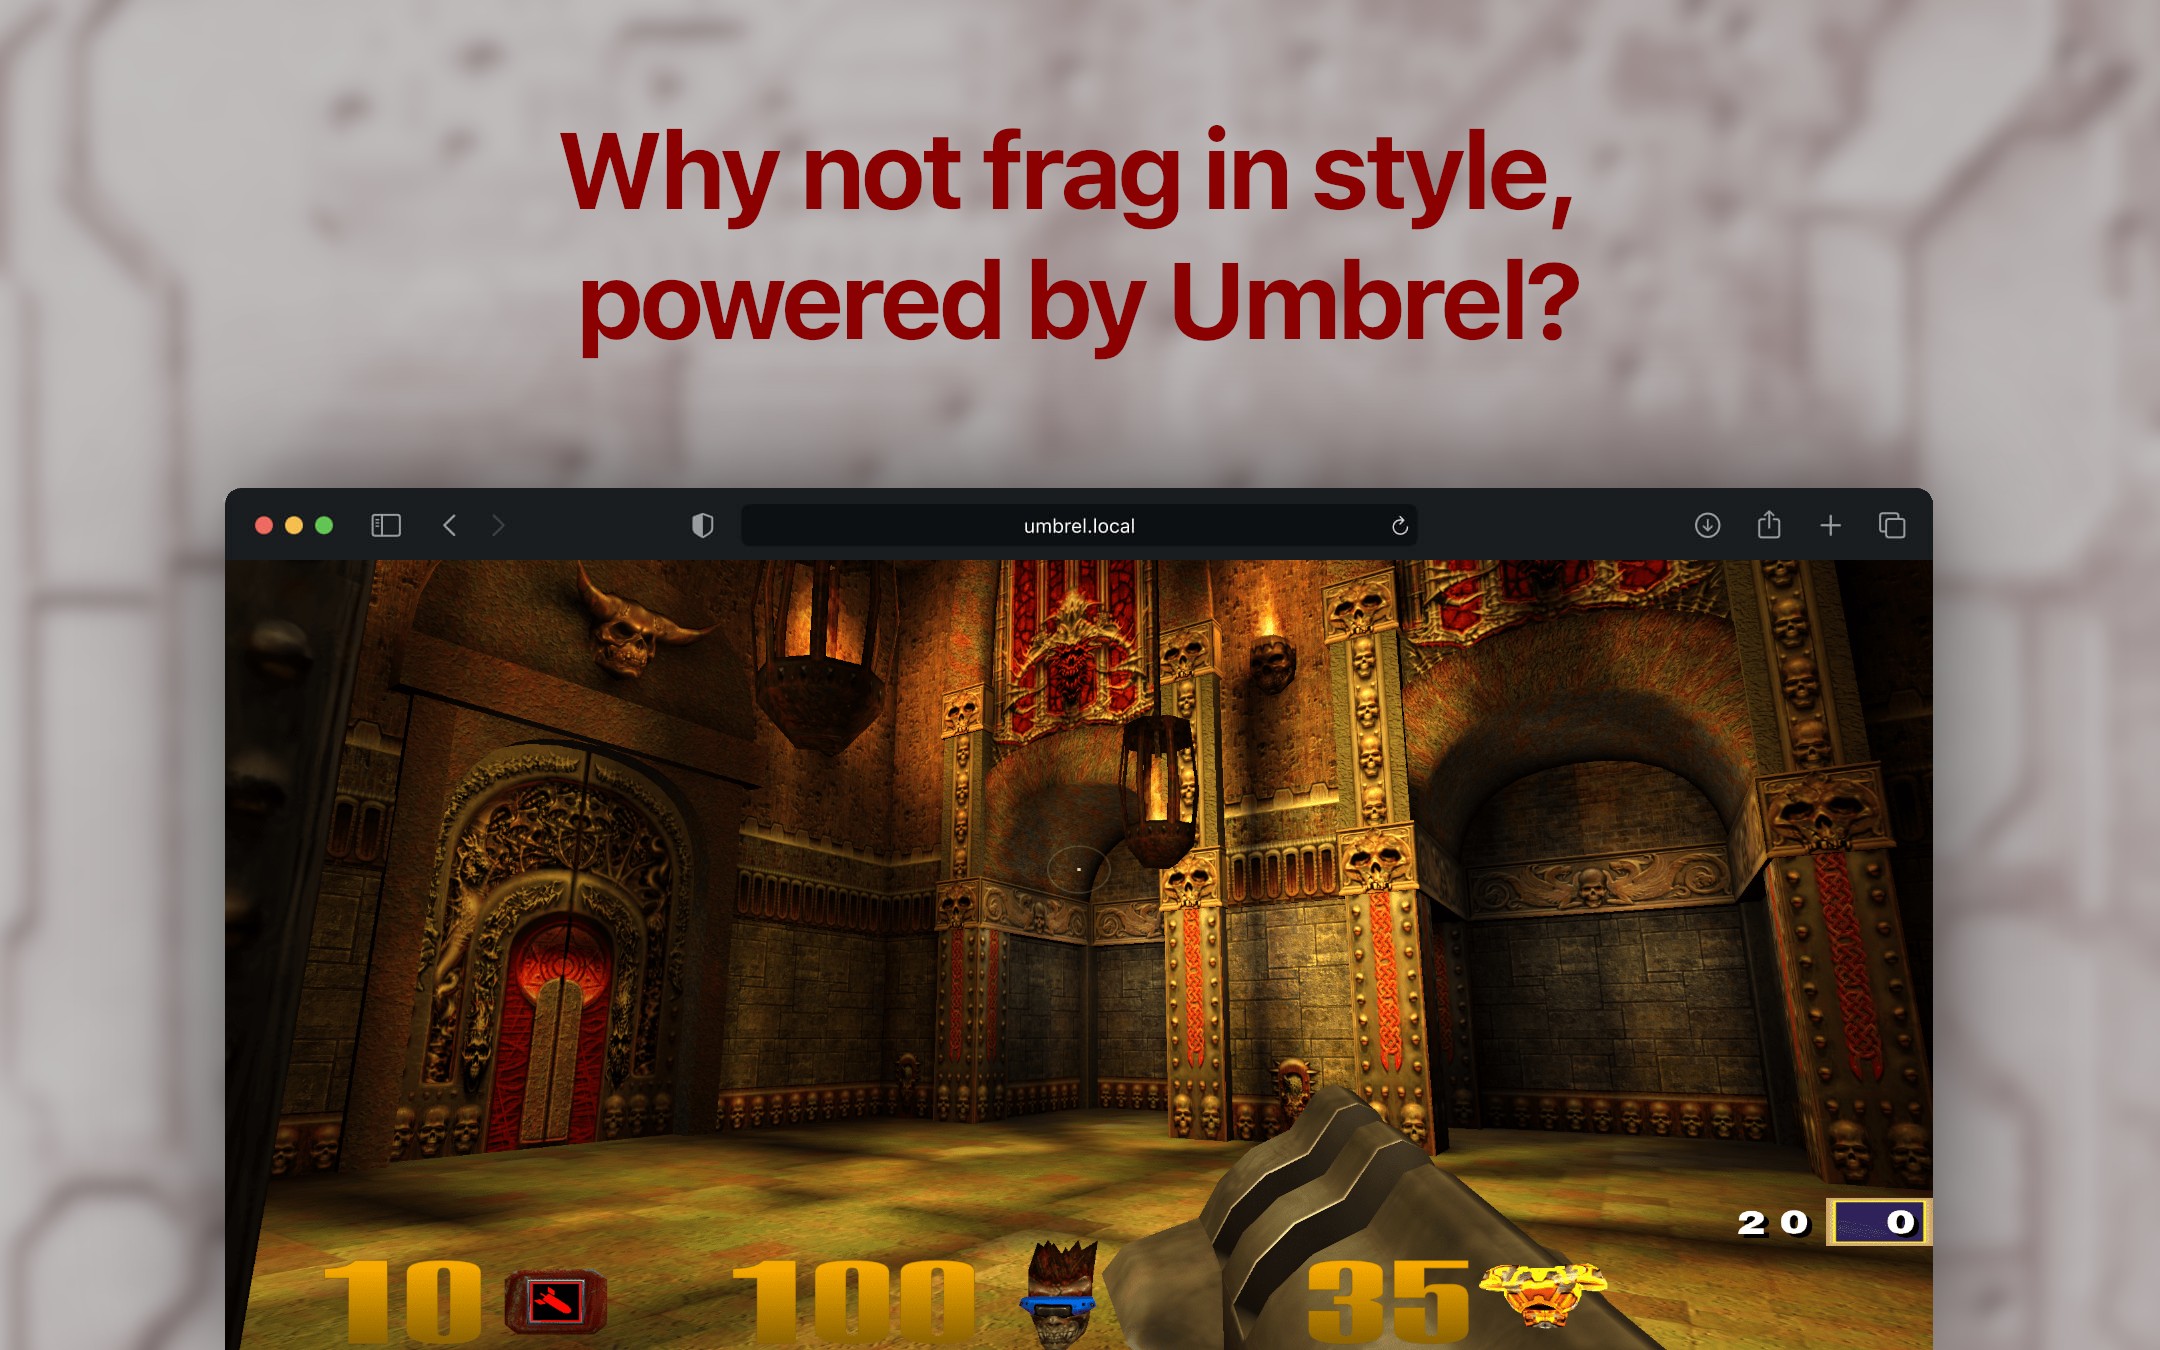 Why not frag in style,
powered by Umbrel?
umbrel.local
20 0
10 100 35